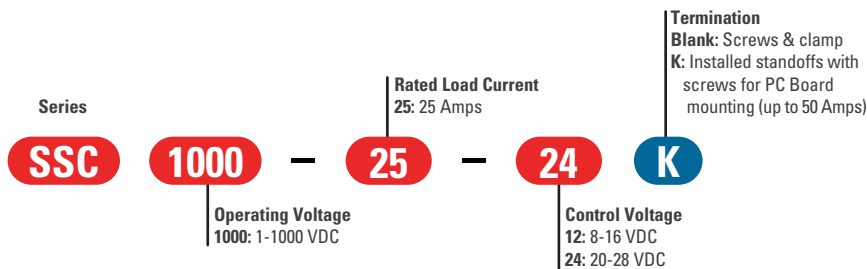 Termination
Blank: Screws & clamp
K: Installed standoffs with
screws for PC Board
mounting (up to 50 Amps)
Rated Load Current
25: 25 Amps
Series
SSC 1000 – 25 – 24 K
Operating Voltage
1000: 1-1000 VDC
Control Voltage
12: 8-16 VDC
24: 20-28 VDC